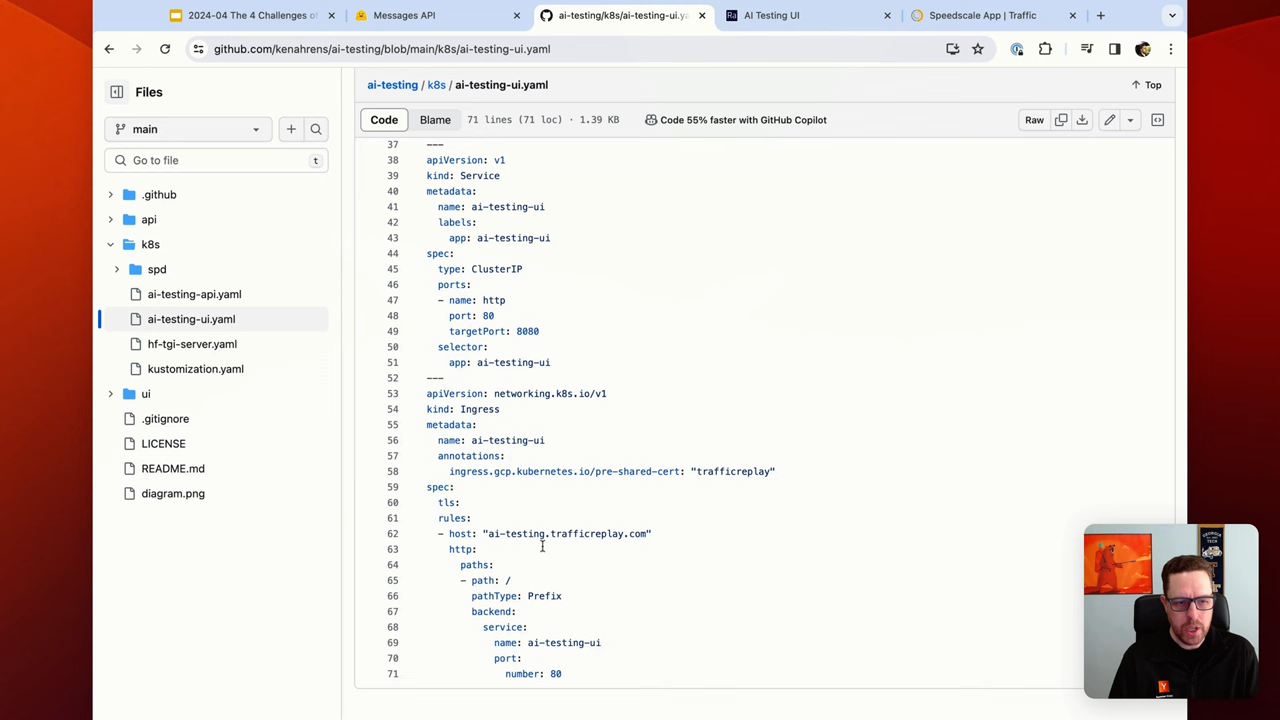 2024-04 The 4 Challenges of
Messages API
ai-testing/k8s/ai-testing-ui.ya
AI Testing UI
Speedscale App | Traffic
github.com/kenahrens/ai-testing/blob/main/k8s/ai-testing-ui.yaml
Files
main
Go to file
t
.github
api
k8s
spd
ai-testing-api.yaml
ai-testing-ui.yaml
hf-tgi-server.yaml
kustomization.yaml
ui
.gitignore
LICENSE
README.md
diagram.png
ai-testing / k8s / ai-testing-ui.yaml
Top
Code
Blame
71 lines (71 loc) · 1.39 KB
Code 55% faster with GitHub Copilot
Raw
37 ---
38 apiVersion: v1
39 kind: Service
40 metadata:
41 name: ai-testing-ui
42 labels:
43 app: ai-testing-ui
44 spec:
45 type: ClusterIP
46 ports:
47 - name: http
48 port: 80
49 targetPort: 8080
50 selector:
51 app: ai-testing-ui
52 ---
53 apiVersion: networking.k8s.io/v1
54 kind: Ingress
55 metadata:
56 name: ai-testing-ui
57 annotations:
58 ingress.gcp.kubernetes.io/pre-shared-cert: "trafficreplay"
59 spec:
60 tls:
61 rules:
62 - host: "ai-testing.trafficreplay.com"
63 http:
64 paths:
65 - path: /
66 pathType: Prefix
67 backend:
68 service:
69 name: ai-testing-ui
70 port:
71 number: 80